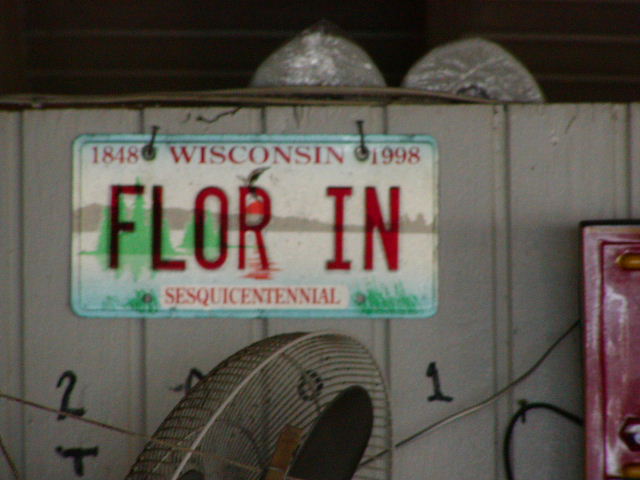 1848 WISCONSIN 1998
FLOR IN
SESQUICENTENNIAL
2
1
T